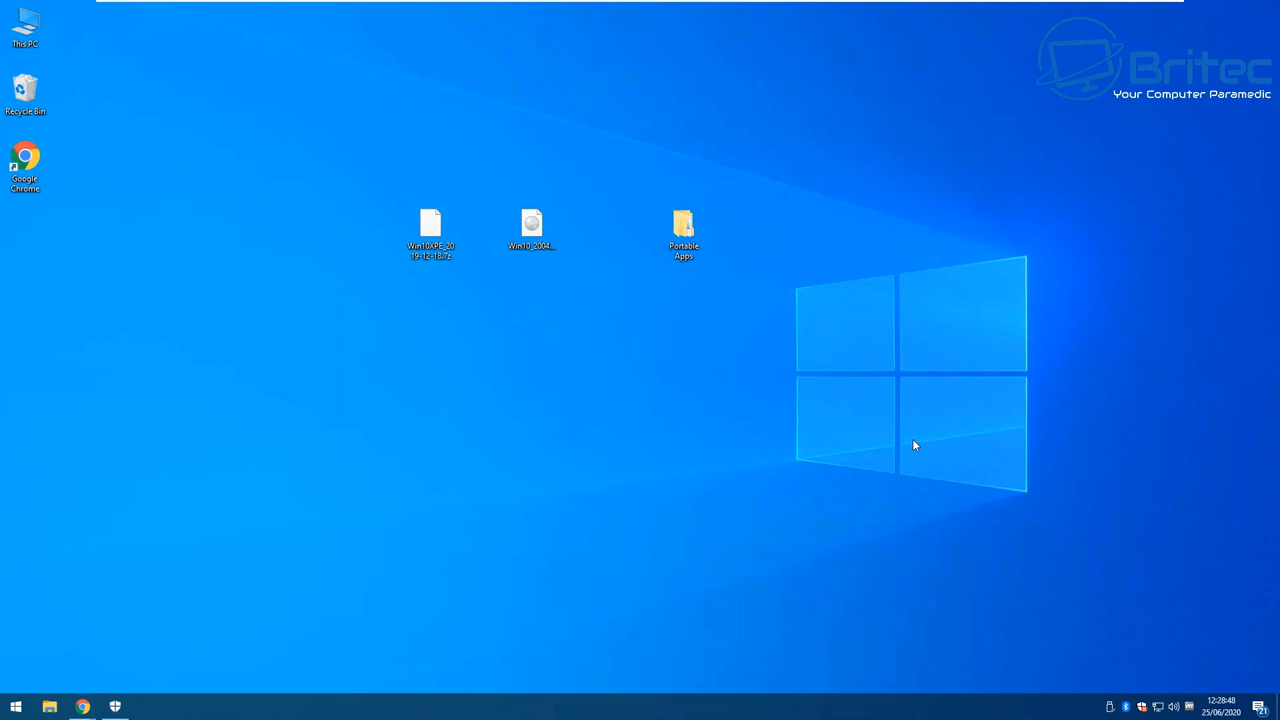 This PC
Britec
Your Computer Paramedic
Recycle Bin
Google
Chrome
Win10XPE_20
19-12-18.7z
Win10_2004...
Portable
Apps
12:28:48
25/06/2020
21